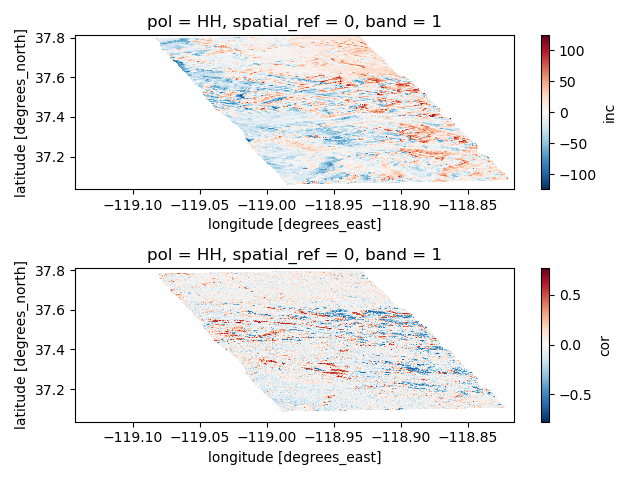 pol = HH, spatial_ref = 0, band = 1
37.8
37.6
37.4
37.2
latitude [degrees_north]
−119.10 −119.05 −119.00 −118.95 −118.90 −118.85
longitude [degrees_east]
100
50
0
−50
−100
inc
pol = HH, spatial_ref = 0, band = 1
37.8
37.6
37.4
37.2
latitude [degrees_north]
−119.10 −119.05 −119.00 −118.95 −118.90 −118.85
longitude [degrees_east]
0.5
0.0
−0.5
cor